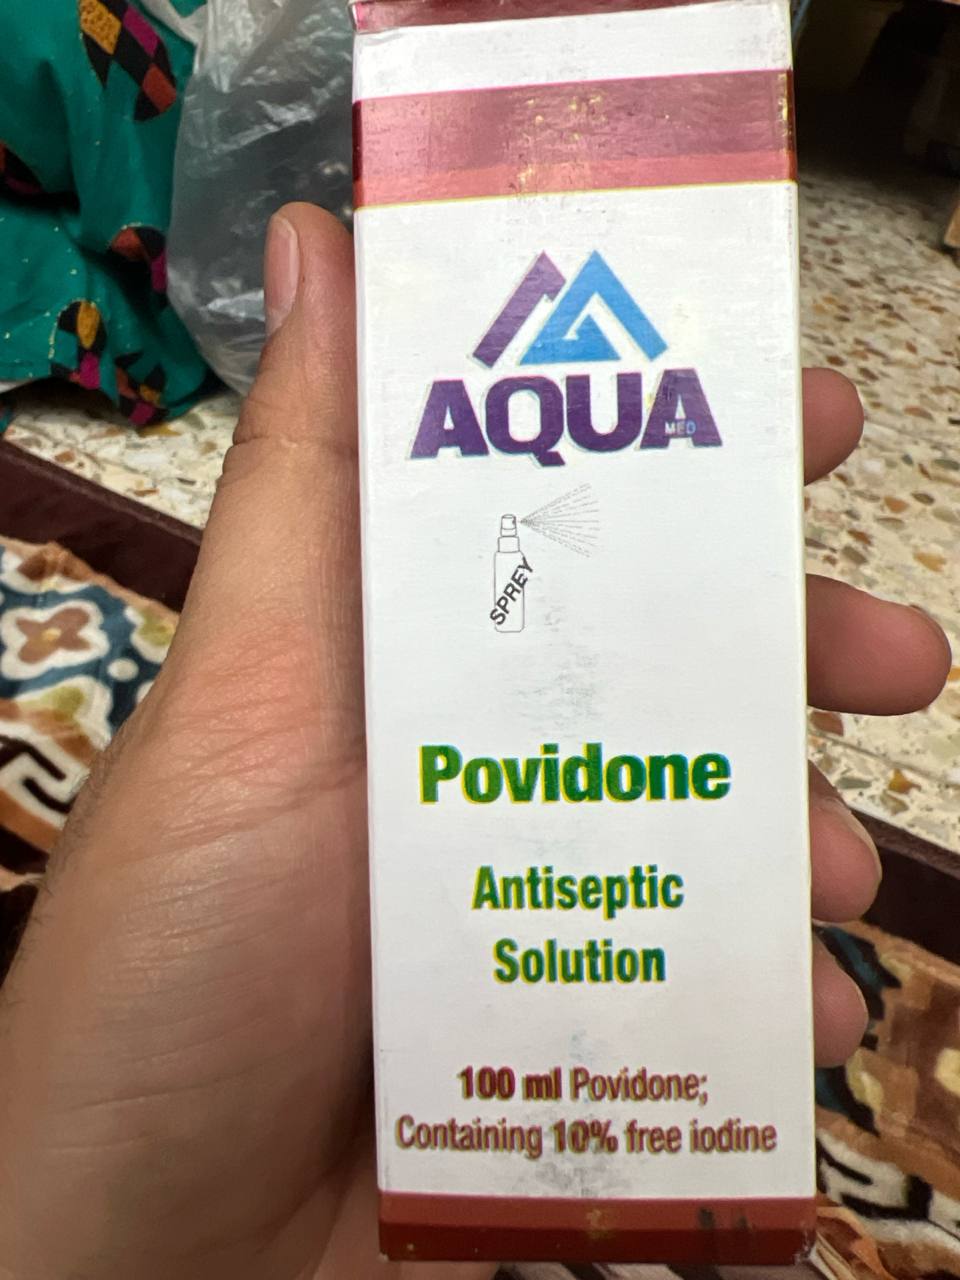 AQUA
MED
SPREY
Povidone
Antiseptic
Solution
100 ml Povidone;
Containing 10% free iodine